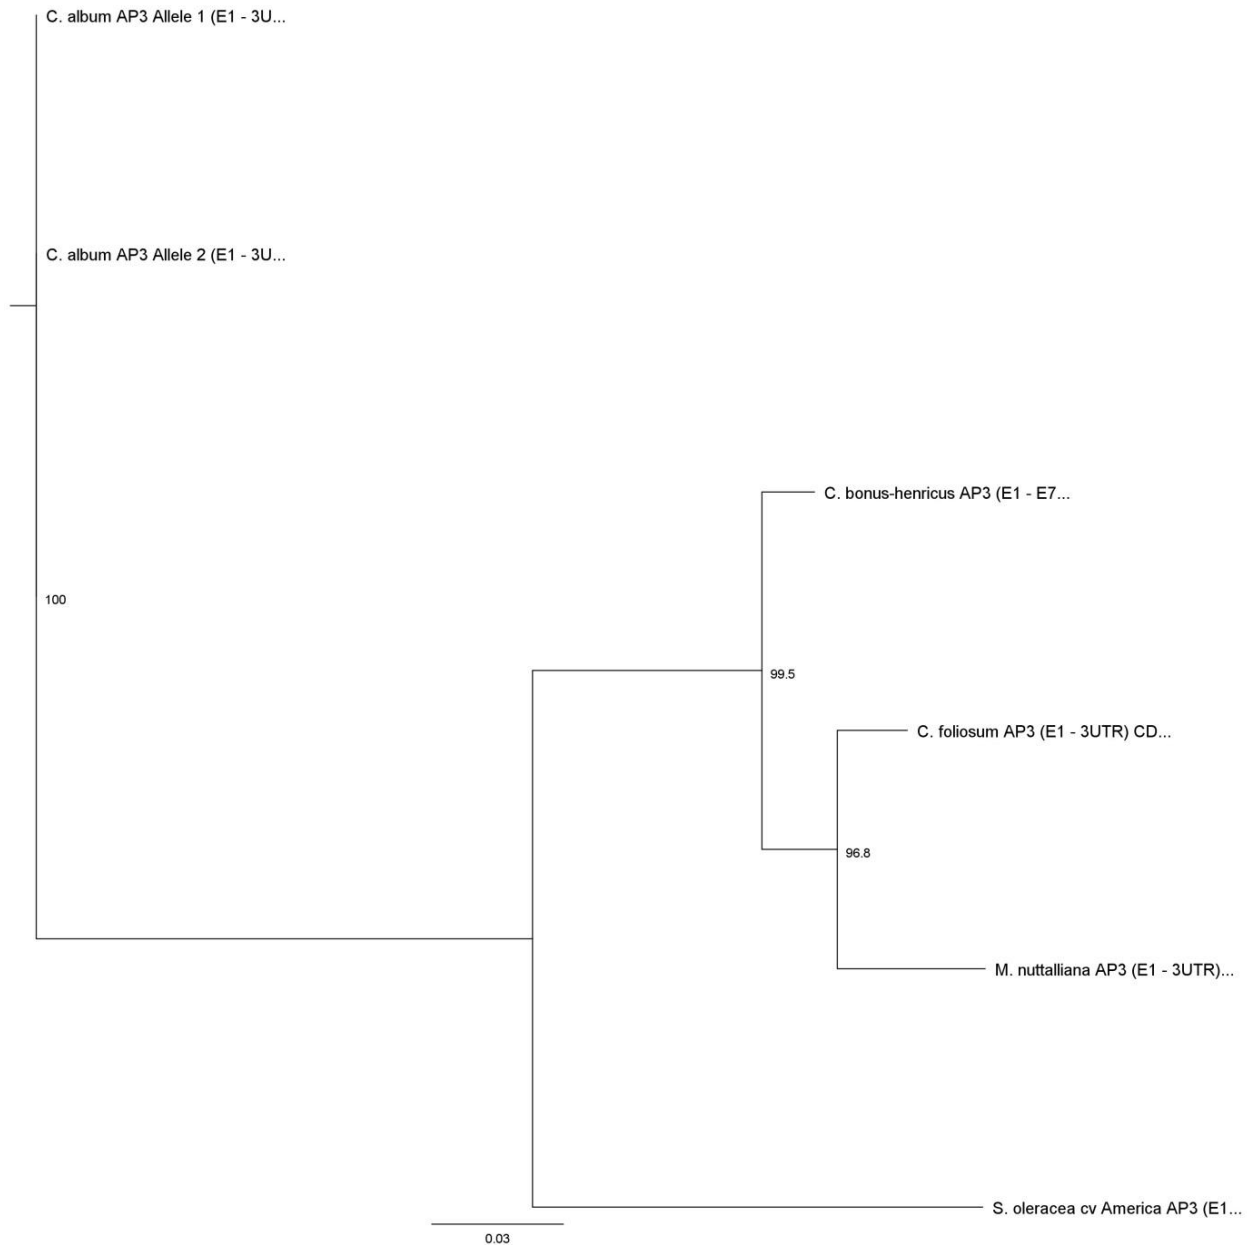 C. album AP3 Allele 1 (E1 - 3U...
C. album AP3 Allele 2 (E1 - 3U...
C. bonus-henricus AP3 (E1 - E7...
100
99.5
C. foliosum AP3 (E1 - 3UTR) CD...
96.8
M. nuttalliana AP3 (E1 - 3UTR)...
S. oleracea cv America AP3 (E1...
0.03